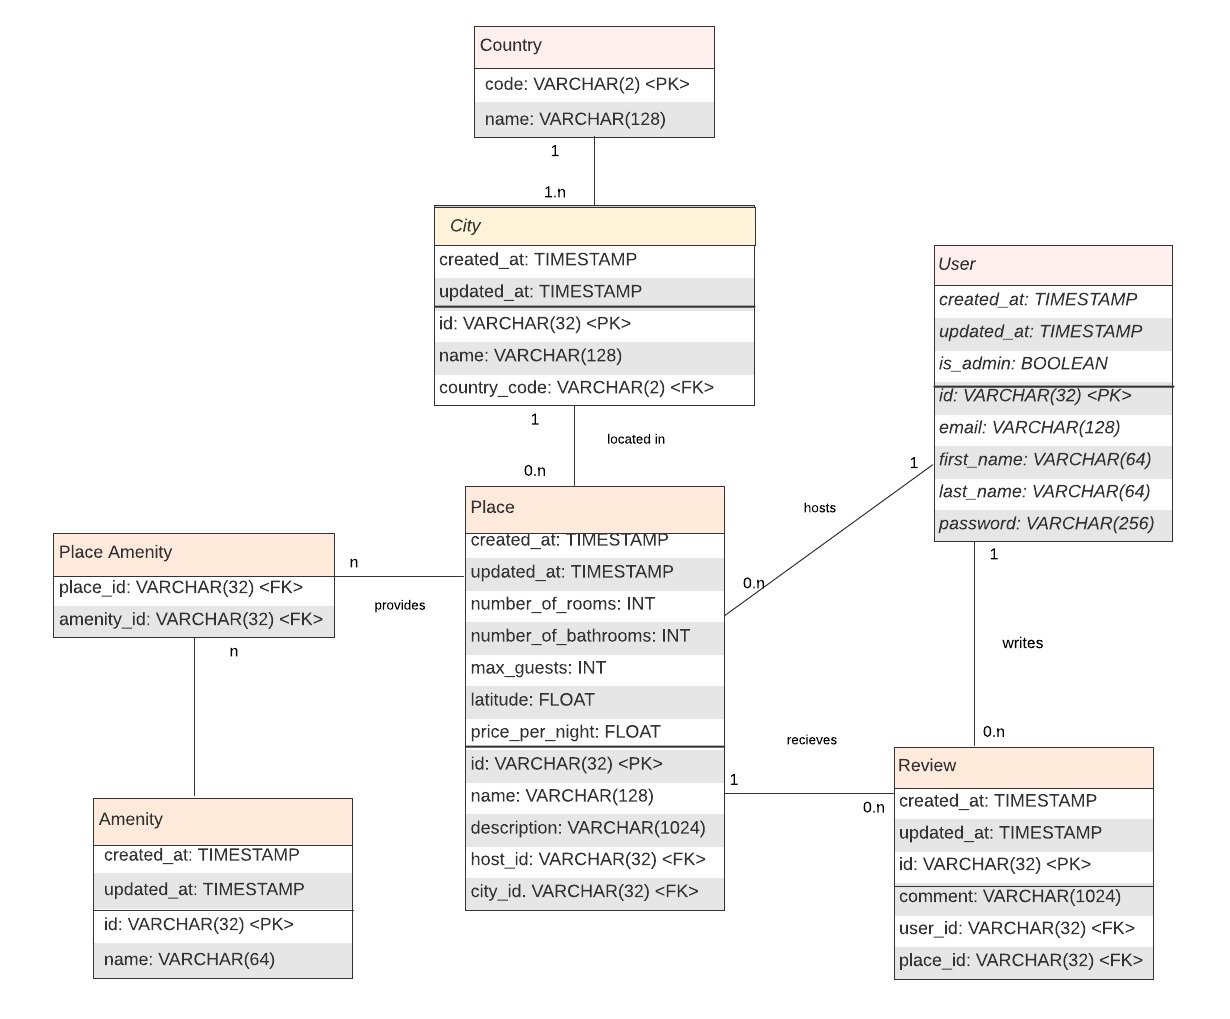 Country
code: VARCHAR(2) <PK>
name: VARCHAR(128)
1
1.n
City
created_at: TIMESTAMP
updated_at: TIMESTAMP
id: VARCHAR(32) <PK>
name: VARCHAR(128)
country_code: VARCHAR(2) <FK>
1
located in
0.n
User
created_at: TIMESTAMP
updated_at: TIMESTAMP
is_admin: BOOLEAN
id: VARCHAR(32) <PK>
email: VARCHAR(128)
first_name: VARCHAR(64)
last_name: VARCHAR(64)
password: VARCHAR(256)
1
hosts
0.n
1
writes
0.n
Place
created_at: TIMESTAMP
updated_at: TIMESTAMP
number_of_rooms: INT
number_of_bathrooms: INT
max_guests: INT
latitude: FLOAT
price_per_night: FLOAT
id: VARCHAR(32) <PK>
name: VARCHAR(128)
description: VARCHAR(1024)
host_id: VARCHAR(32) <FK>
city_id. VARCHAR(32) <FK>
Place Amenity
place_id: VARCHAR(32) <FK>
amenity_id: VARCHAR(32) <FK>
n
provides
n
Amenity
created_at: TIMESTAMP
updated_at: TIMESTAMP
id: VARCHAR(32) <PK>
name: VARCHAR(64)
recieves
1
0.n
Review
created_at: TIMESTAMP
updated_at: TIMESTAMP
id: VARCHAR(32) <PK>
comment: VARCHAR(1024)
user_id: VARCHAR(32) <FK>
place_id: VARCHAR(32) <FK>